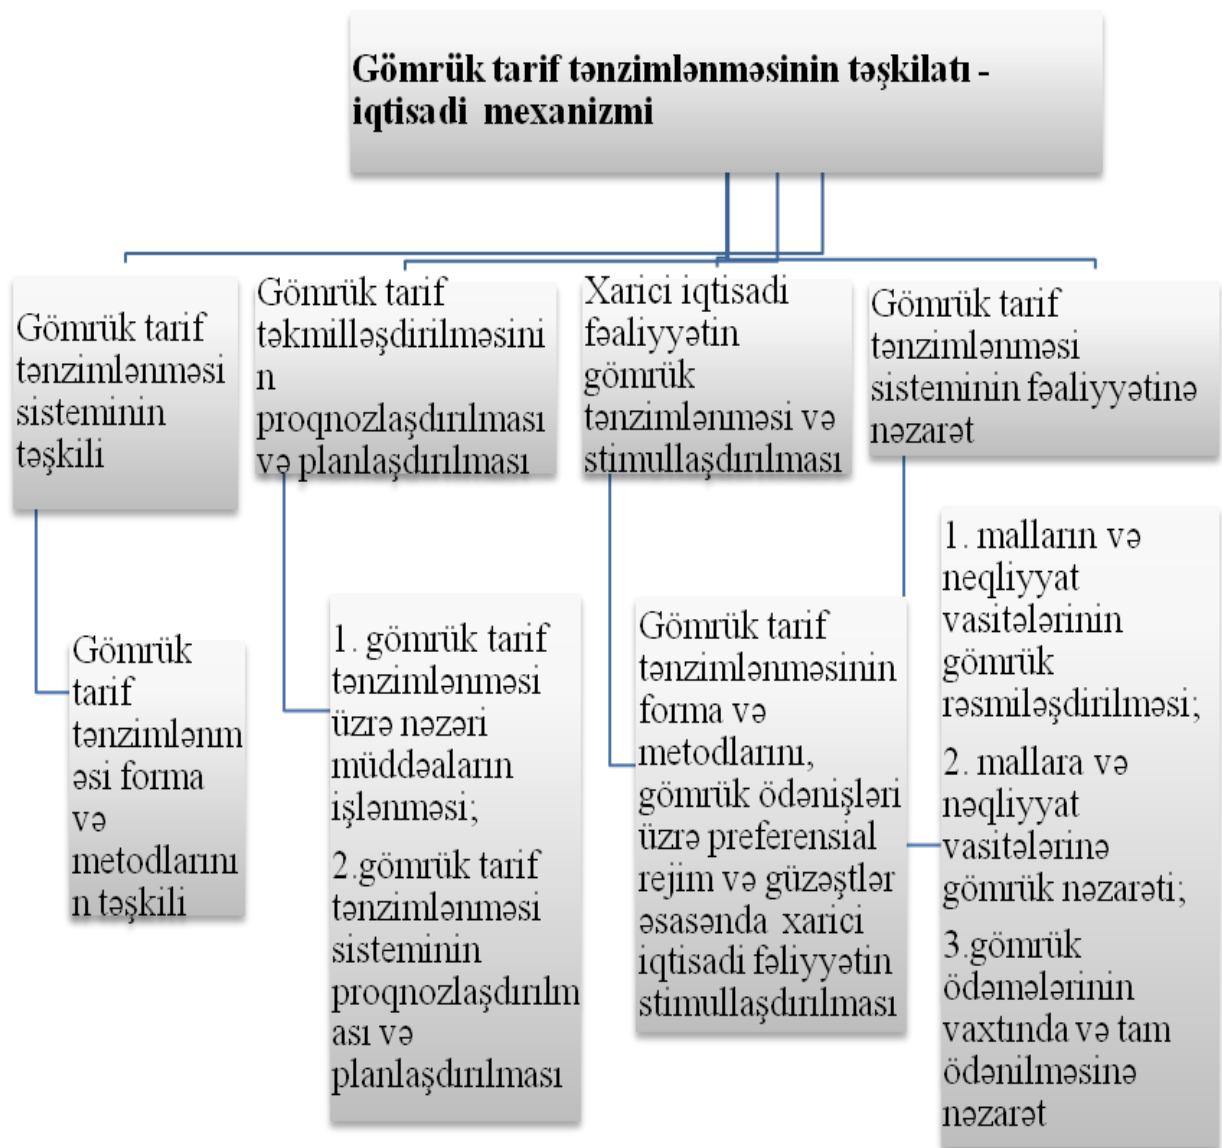 Gömrük tarif tənzimlənməsinin təşkilatı -
iqtisadi mexanizmi
Gömrük tarif
tənzimlənməsi
sisteminin
təşkili
Gömrük tarif
təkmilləşdirilməsini
n
proqnozlaşdırılması
və planlaşdırılması
Xarici iqtisadi
fəaliyyətin
gömrük
tənzimlənməsi və
stimullaşdırılması
Gömrük tarif
tənzimlənməsi
sisteminin fəaliyyətinə
nəzarət
Gömrük
tarif
tənzimlənm
əsi forma
və
metodlarını
n təşkili
1. gömrük tarif
tənzimlənməsi
üzrə nəzəri
müddəaların
işlənməsi;
2.gömrük tarif
tənzimlənməsi
sisteminin
proqnozlaşdırılm
ası və
planlaşdırılması
Gömrük tarif
tənzimlənməsinin
forma və
metodlarını,
gömrük ödənişləri
üzrə preferensial
rejim və güzəştlər
əsasənda xarici
iqtisadi fəliyyətin
stimullaşdırılması
1. malların və
neqliyyat
vasitələrinin
gömrük
rəsmiləşdirilməsi;
2. mallara və
nəqliyyat
vasitələrinə
gömrük nəzarəti;
3.gömrük
ödəmələrinin
vaxtında və tam
ödənilməsinə
nəzarət